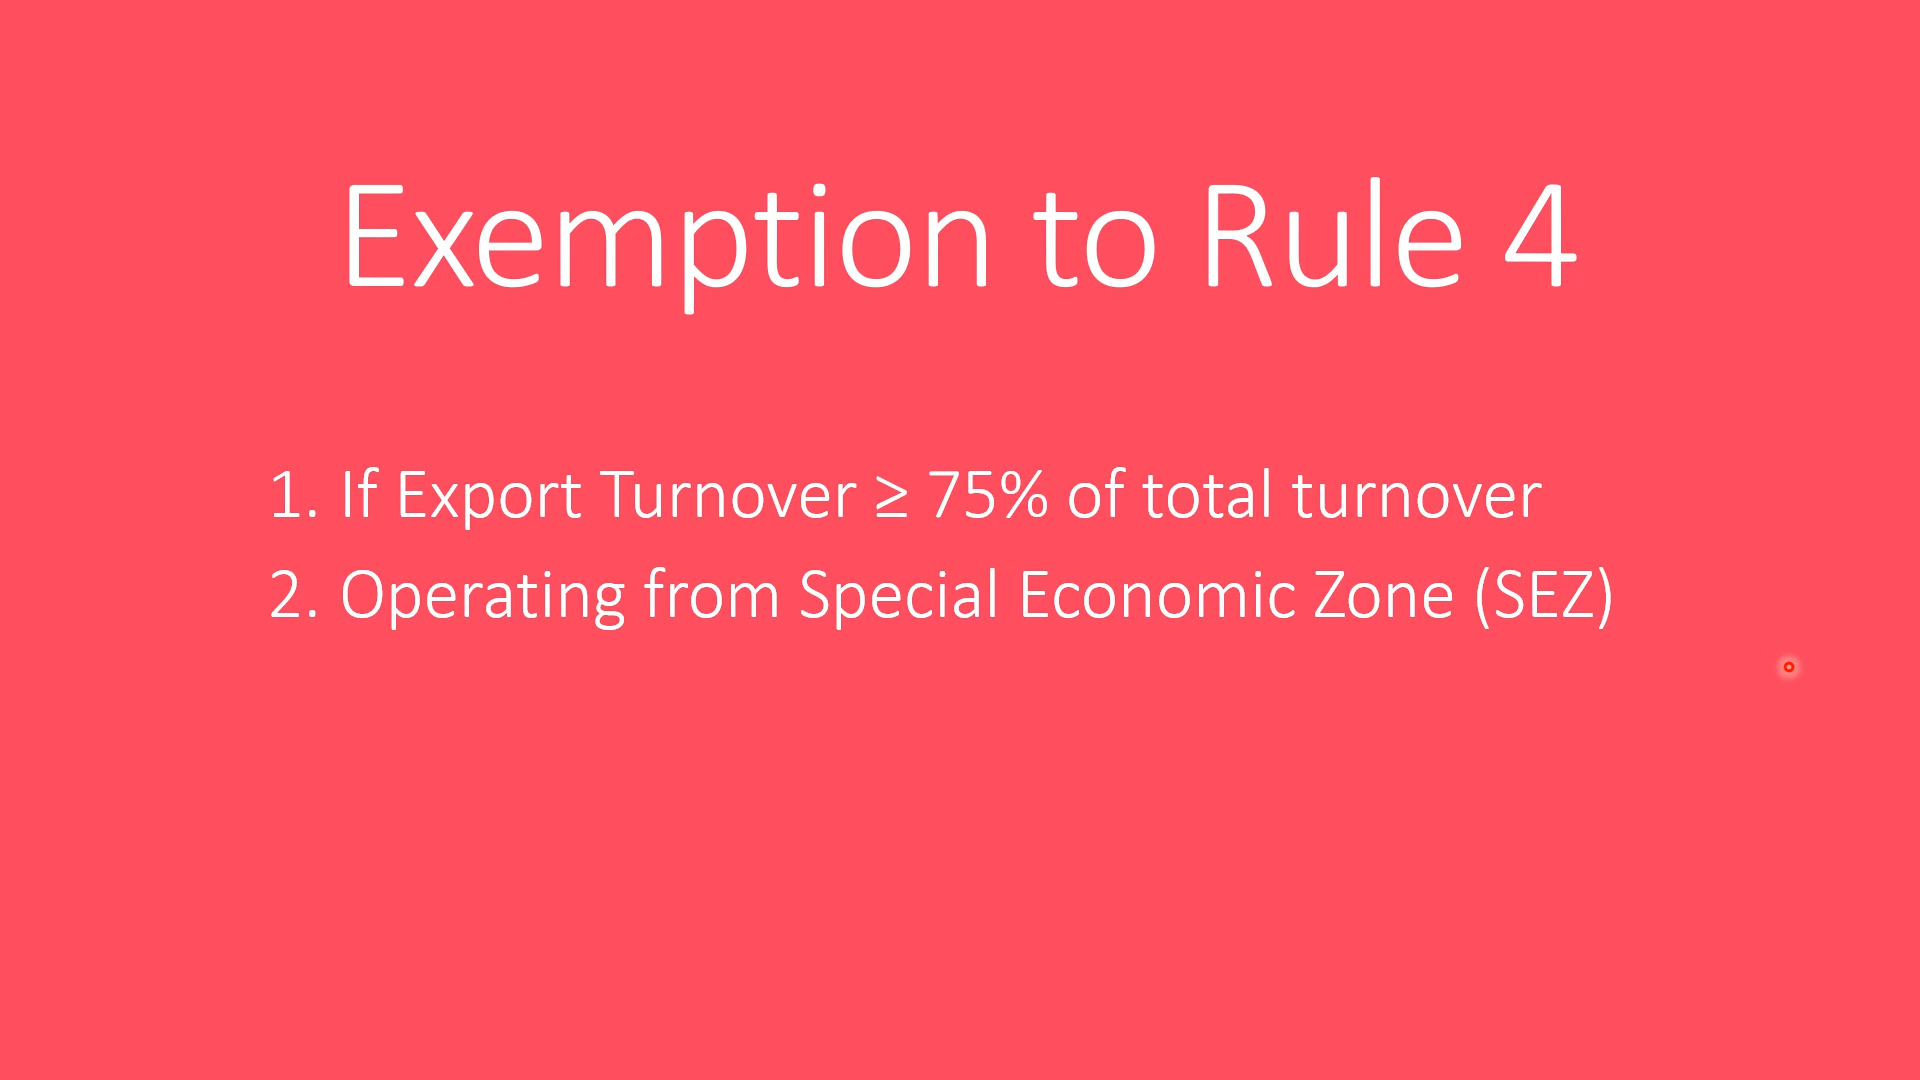 Exemption to Rule 4
1. If Export Turnover ≥ 75% of total turnover
2. Operating from Special Economic Zone (SEZ)